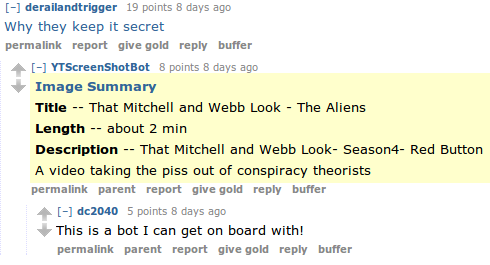 [–] derailandtrigger 19 points 8 days ago
Why they keep it secret
permalink report give gold reply buffer
[–] YTScreenShotBot 8 points 8 days ago
Image Summary
Title -- That Mitchell and Webb Look - The Aliens
Length -- about 2 min
Description -- That Mitchell and Webb Look- Season4- Red Button
A video taking the piss out of conspiracy theorists
permalink parent report give gold reply buffer
[–] dc2040 5 points 8 days ago
This is a bot I can get on board with!
permalink parent report give gold reply buffer